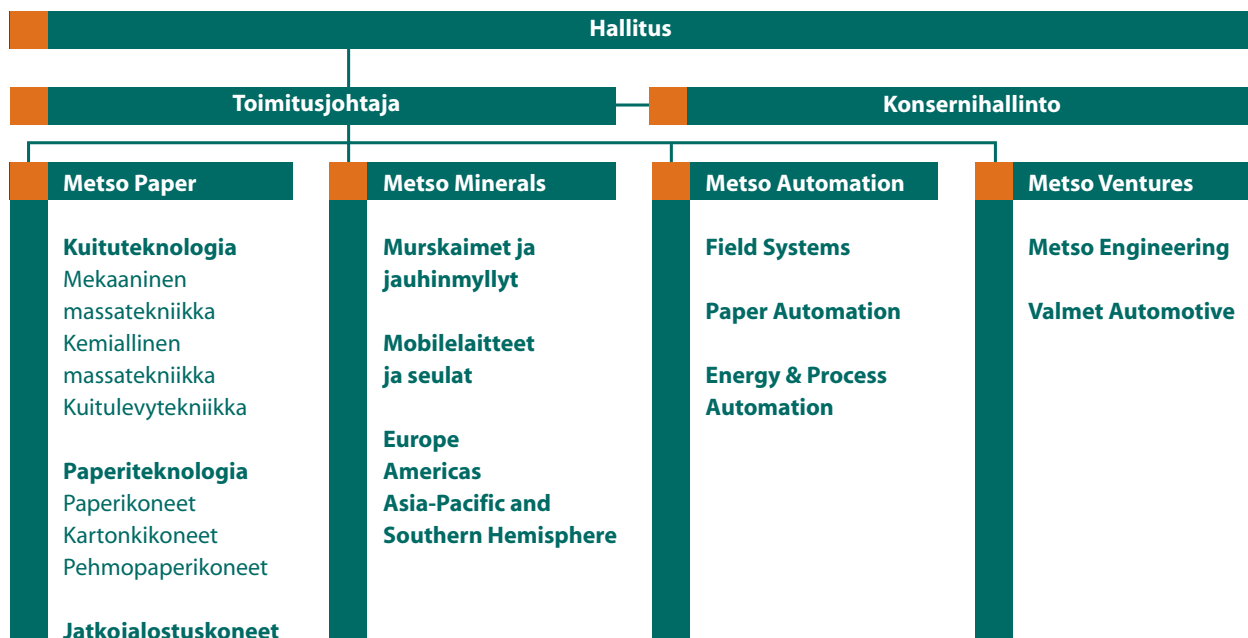 Hallitus
Toimitusjohtaja
Konsernihallinto
Metso Paper
Kuituteknologia
Mekaaninen
massatekniikka
Kemiallinen
massatekniikka
Kuitulevytekniikka
Paperiteknologia
Paperikoneet
Kartonkikoneet
Pehmopaperikoneet
Jatkojalostuskoneet
Metso Minerals
Murskaimet ja
jauhinmyllyt
Mobilelaitteet
ja seulat
Europe
Americas
Asia-Pacific and
Southern Hemisphere
Metso Automation
Field Systems
Paper Automation
Energy & Process
Automation
Metso Ventures
Metso Engineering
Valmet Automotive